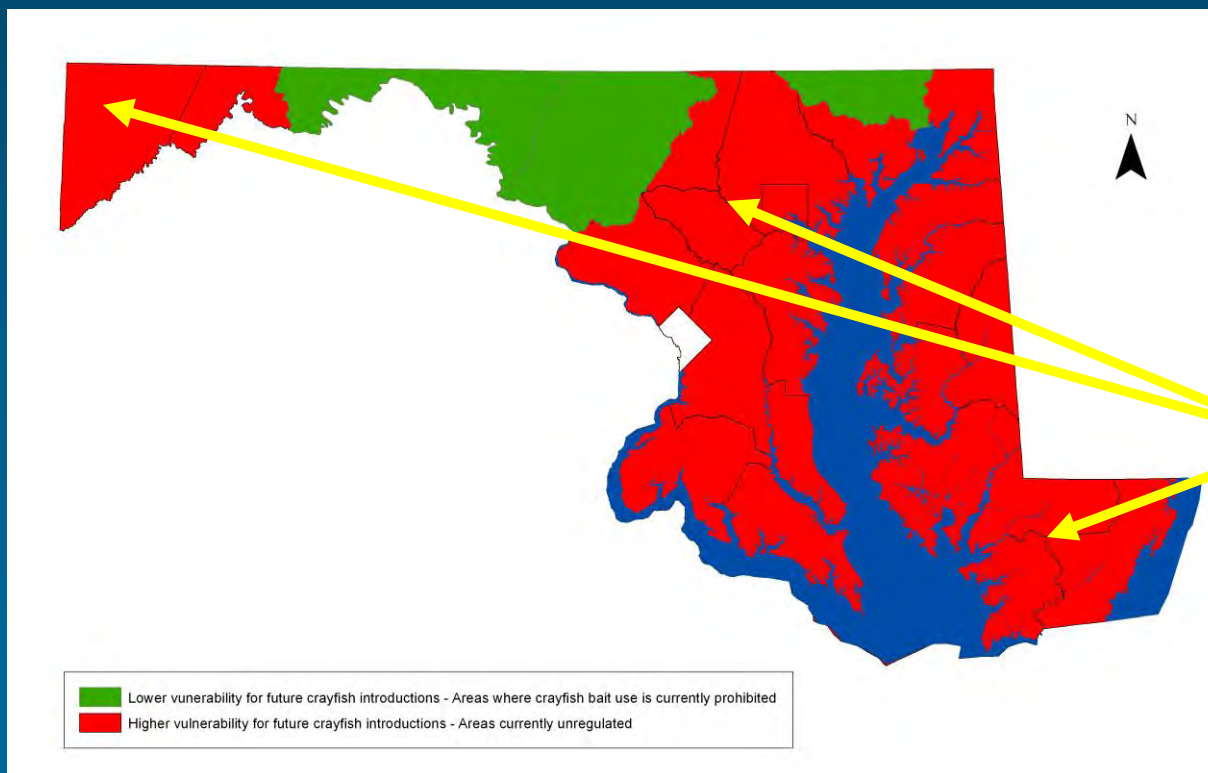 N
Lower vunerability for future crayfish introductions - Areas where crayfish bait use is currently prohibited
Higher vulnerability for future crayfish introductions - Areas currently unregulated